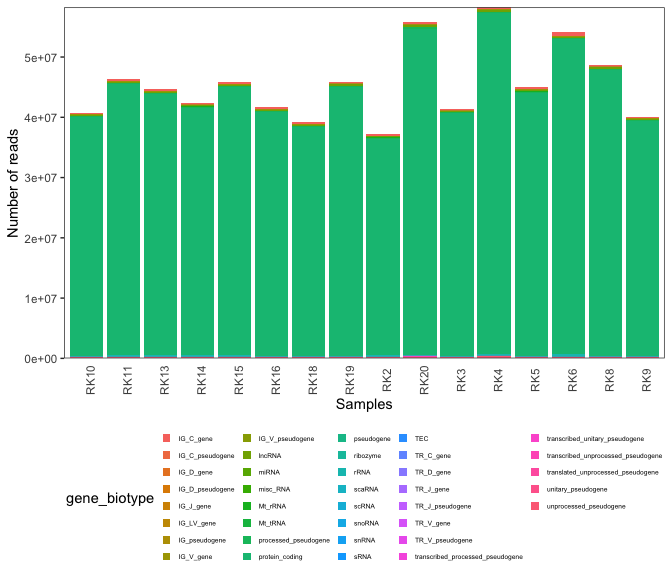 Number of reads
5e+07
4e+07
3e+07
2e+07
1e+07
0e+00
RK10 RK11 RK13 RK14 RK15 RK16 RK18 RK19 RK2 RK20 RK3 RK4 RK5 RK6 RK8 RK9
Samples
gene_biotype
IG_C_gene
IG_C_pseudogene
IG_D_gene
IG_D_pseudogene
IG_J_gene
IG_LV_gene
IG_pseudogene
IG_V_gene
IG_V_pseudogene
lncRNA
miRNA
misc_RNA
Mt_rRNA
Mt_tRNA
processed_pseudogene
protein_coding
pseudogene
ribozyme
rRNA
scaRNA
scRNA
snoRNA
snRNA
sRNA
TEC
TR_C_gene
TR_D_gene
TR_J_gene
TR_J_pseudogene
TR_V_gene
TR_V_pseudogene
transcribed_processed_pseudogene
transcribed_unitary_pseudogene
transcribed_unprocessed_pseudogene
translated_unprocessed_pseudogene
unitary_pseudogene
unprocessed_pseudogene